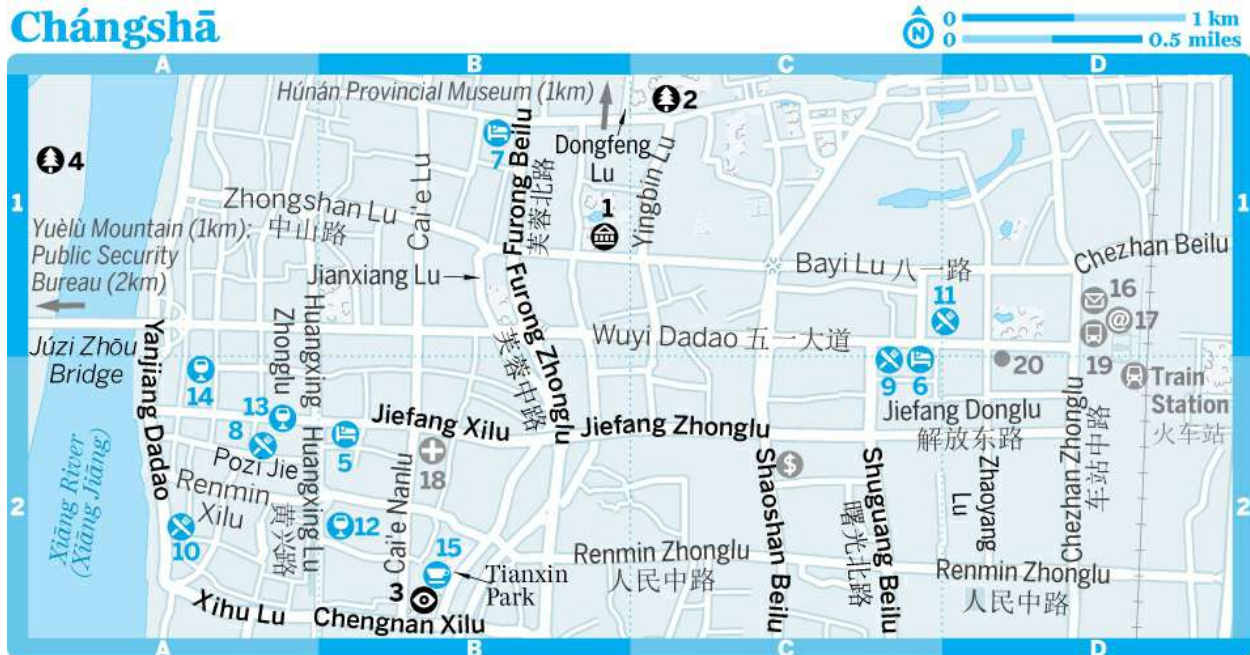 Chángshā
N
0 1 km
0 0.5 miles
A
B
C
D
Húnán Provincial Museum (1km)
2
Dongfeng
Lu
7
4
Furong Beilu
芙蓉北路
Yingbin Lu
1
1
1
Zhongshan Lu
中山路
Cai'e Lu
Yuèlù Mountain (1km);
Public Security
Bureau (2km)
Jianxiang Lu
Bayi Lu 八一路
Chezhan Beilu
11
16
@
17
Huangxing
Zhonglu
Furong Zhonglu
芙蓉中路
Wuyi Dadao 五一大道
Júzi Zhōu
Bridge
Yanjiang Dadao
14
9
6
20
19
Train
Station
火车站
13
8
Jiefang Xilu
Jiefang Zhonglu
Jiefang Donglu
解放东路
Chezhan Zhonglu
车站中路
Pozi Jie
5
18
$
Renmin
Xilu
Huangxing Lu
黄兴路
Cai'e Nanlu
Shaoshan Beilu
Shuguang Beilu
曙光北路
Zhaoyang
Lu
2
2
Xiāng River
(Xiāng Jiāng)
10
12
15
Tianxin
Park
Renmin Zhonglu
人民中路
Renmin Zhonglu
人民中路
3
Xihu Lu
Chengnan Xilu
A
B
C
D